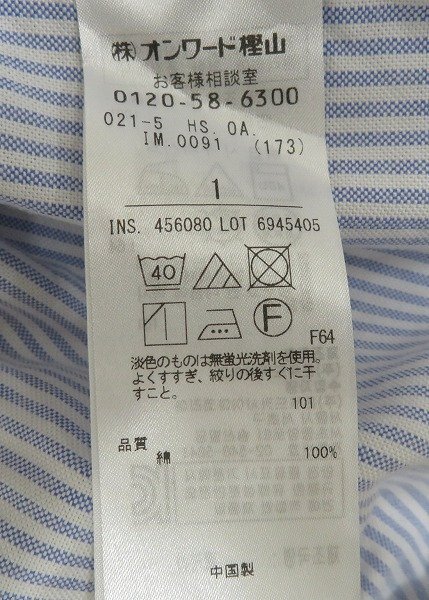 ㈱オンワード樫山
お客様相談室
0120-58-6300
021-5 HS. OA.
IM.0091 (173)
1
INS. 456080 LOT 6945405
40
F
F64
淡色のものは無蛍光洗剤を使用。
よくすすぎ、絞りの後すぐに干
すこと。
101
品質
綿 100%
中国製